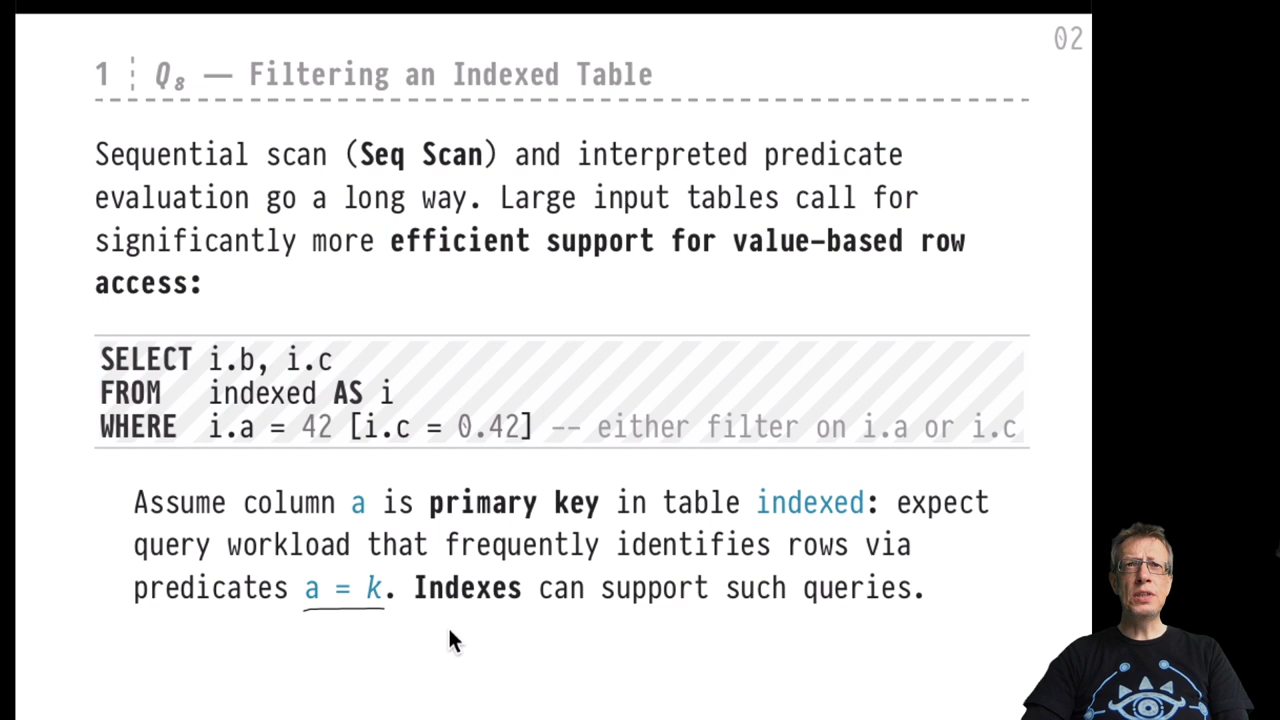 02
1 ┊ Q₈ — Filtering an Indexed Table
Sequential scan (Seq Scan) and interpreted predicate
evaluation go a long way. Large input tables call for
significantly more efficient support for value–based row
access:
SELECT i.b, i.c
FROM indexed AS i
WHERE i.a = 42 [i.c = 0.42] -- either filter on i.a or i.c
Assume column a is primary key in table indexed: expect
query workload that frequently identifies rows via
predicates a = k. Indexes can support such queries.